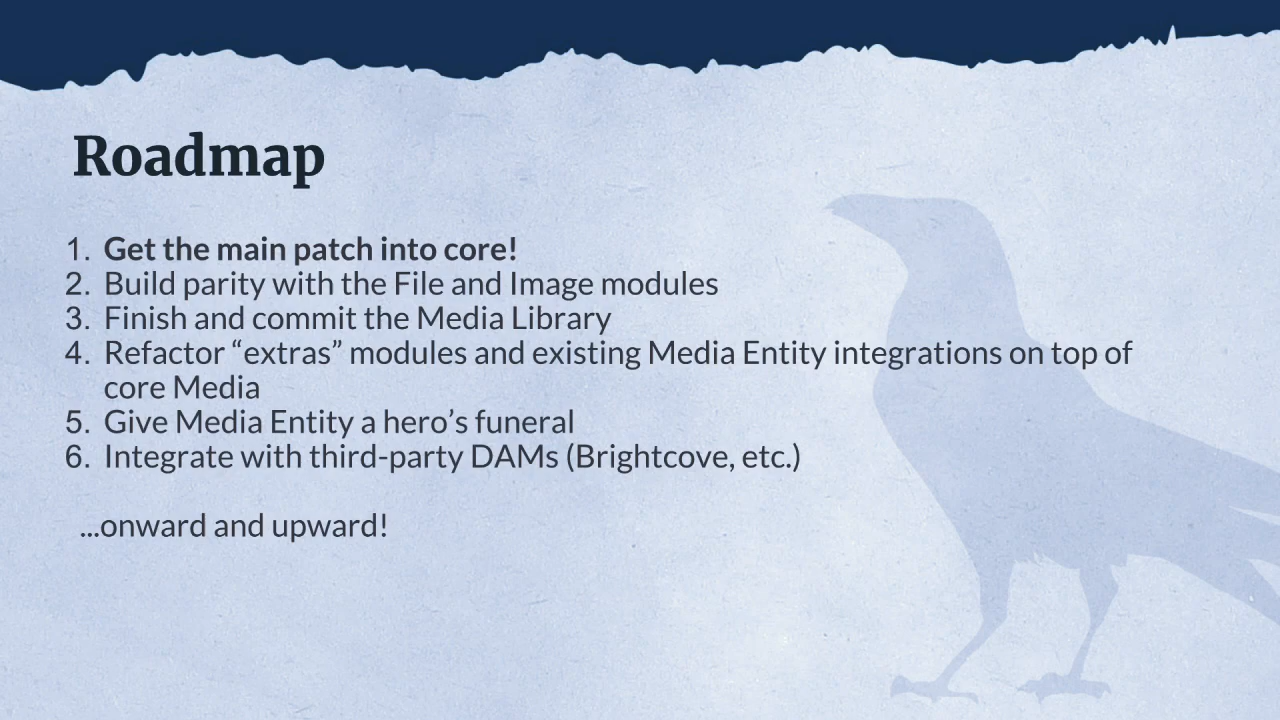 Roadmap
1. Get the main patch into core!
2. Build parity with the File and Image modules
3. Finish and commit the Media Library
4. Refactor “extras” modules and existing Media Entity integrations on top of
core Media
5. Give Media Entity a hero’s funeral
6. Integrate with third-party DAMs (Brightcove, etc.)
...onward and upward!